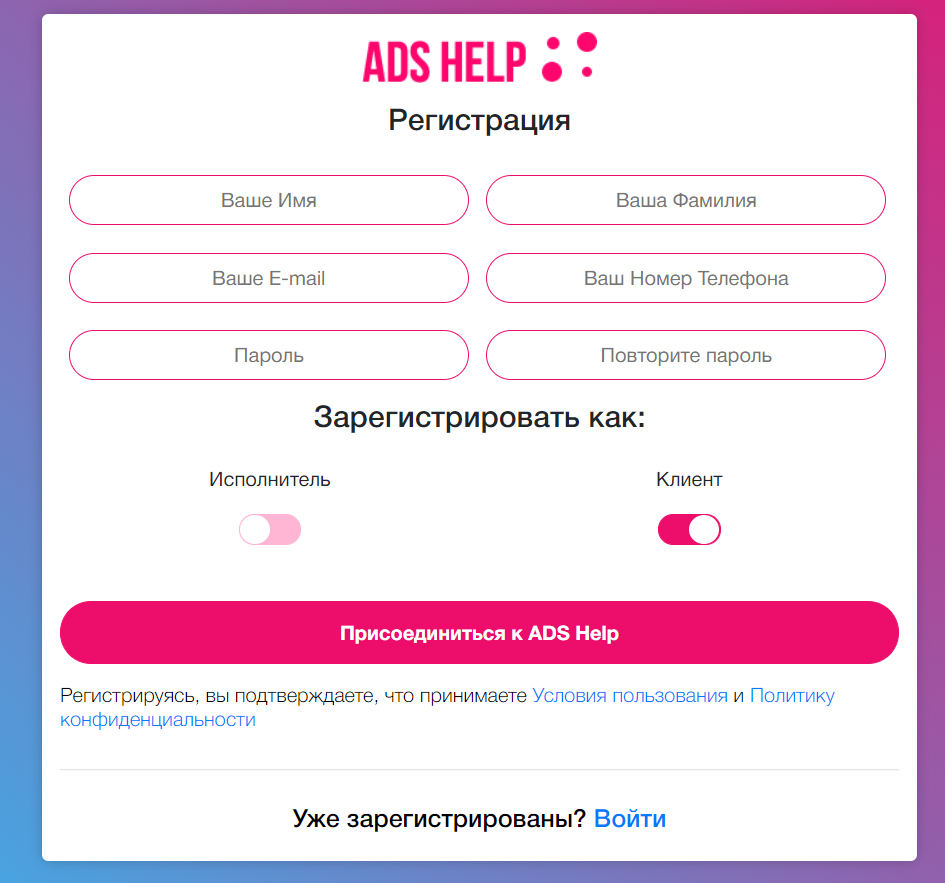 ADS HELP
Регистрация
Ваше Имя
Ваша Фамилия
Ваше E-mail
Ваш Номер Телефона
Пароль
Повторите пароль
Зарегистрировать как:
Исполнитель
Клиент
Присоединиться к ADS Help
Регистрируясь, вы подтверждаете, что принимаете Условия пользования и Политику
конфиденциальности
Уже зарегистрированы? Войти